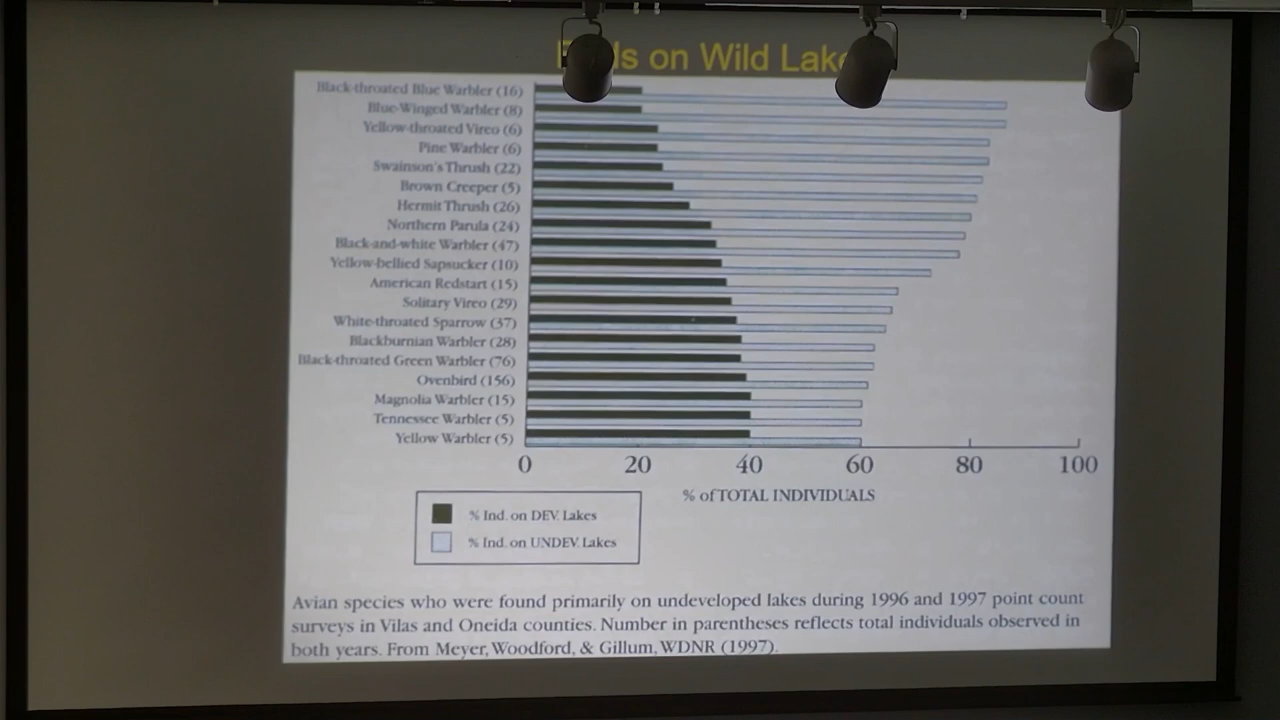 on Wild
Black-throated Blue Warbler (16)
Blue-Winged Warbler (8)
Yellow-throated Vireo (6)
Pine Warbler (6)
Swainson's Thrush (22)
Brown Creeper (5)
Hermit Thrush (26)
Northern Parula (24)
Black-and-white Warbler (47)
Yellow-bellied Sapsucker (10)
American Redstart (15)
Solitary Vireo (29)
White-throated Sparrow (37)
Blackburnian Warbler (28)
Black-throated Green Warbler (76)
Ovenbird (156)
Magnolia Warbler (15)
Tennessee Warbler (5)
Yellow Warbler (5)
0 20 40 60 80 100
% of TOTAL INDIVIDUALS
% Ind. on DEV. Lakes
% Ind. on UNDEV. Lakes
Avian species who were found primarily on undeveloped lakes during 1996 and 1997 point count
surveys in Vilas and Oneida counties. Number in parentheses reflects total individuals observed in
both years. From Meyer, Woodford, & Gillum, WDNR (1997).